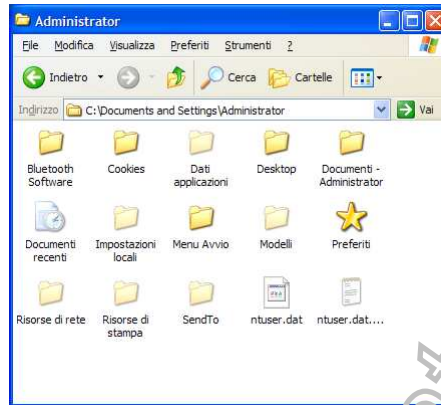 Administrator
File Modifica Visualizza Preferiti Strumenti ?
Indietro Cerca Cartelle
Indirizzo C:\Documents and Settings\Administrator Vai
Bluetooth Software
Cookies
Dati applicazioni
Desktop
Documenti - Administrator
Documenti recenti
Impostazioni locali
Menu Avvio
Modelli
Preferiti
Risorse di rete
Risorse di stampa
SendTo
ntuser.dat
ntuser.dat....